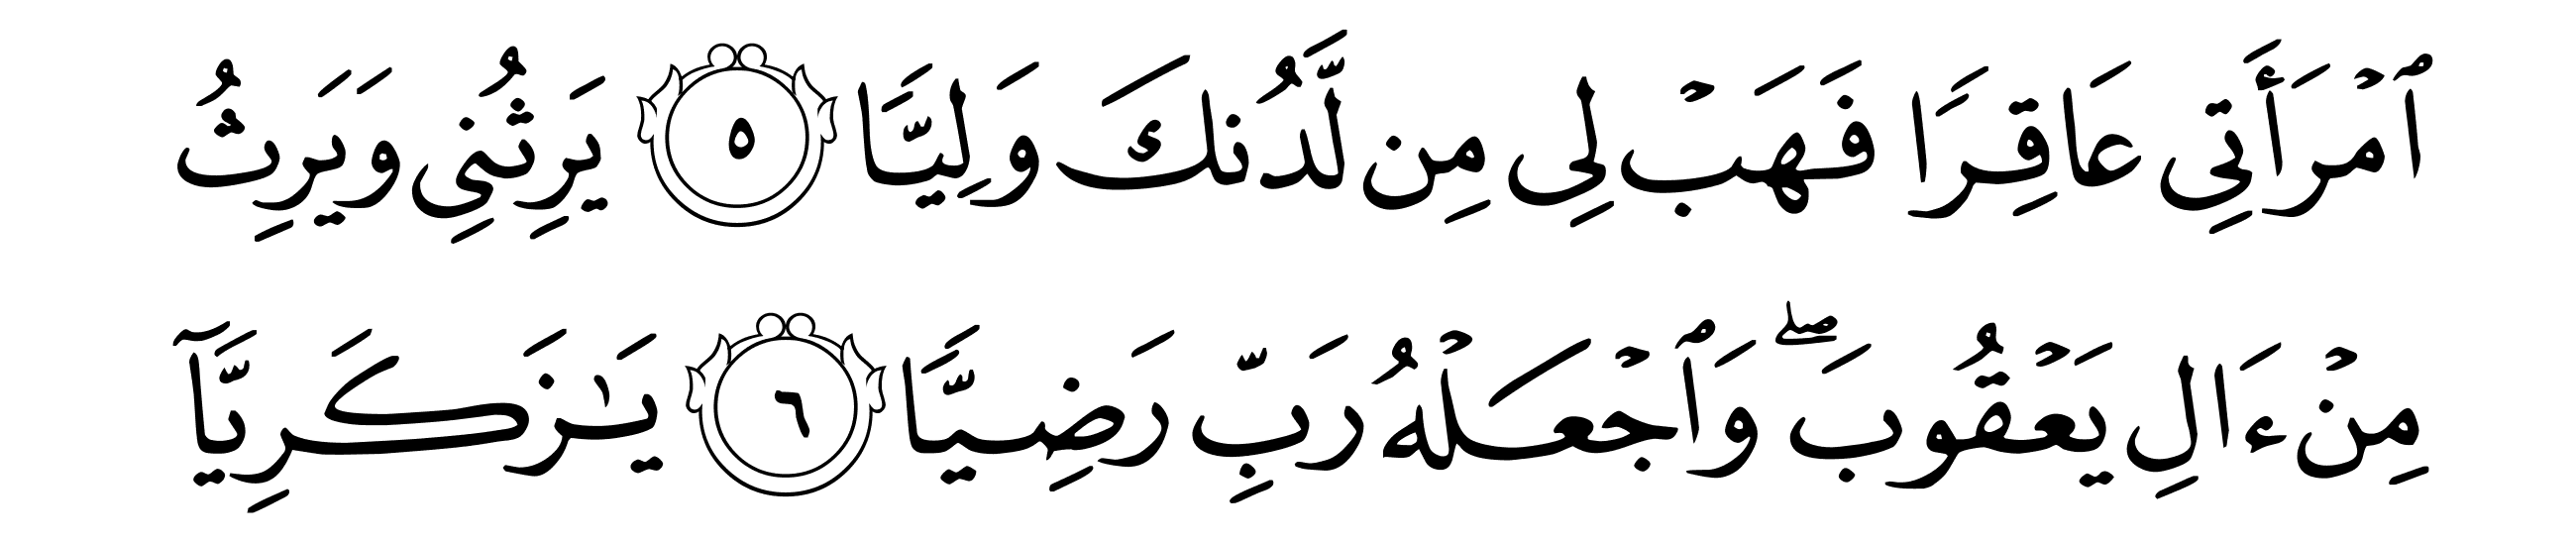 ٱمۡرَأَتِي عَاقِرٗا فَهَبۡ لِي مِن لَّدُنكَ وَلِيّٗا ٥ يَرِثُنِي وَيَرِثُ
مِنۡ ءَالِ يَعۡقُوبَۖ وَٱجۡعَلۡهُ رَبِّ رَضِيّٗا ٦ يَٰزَكَرِيَّآ